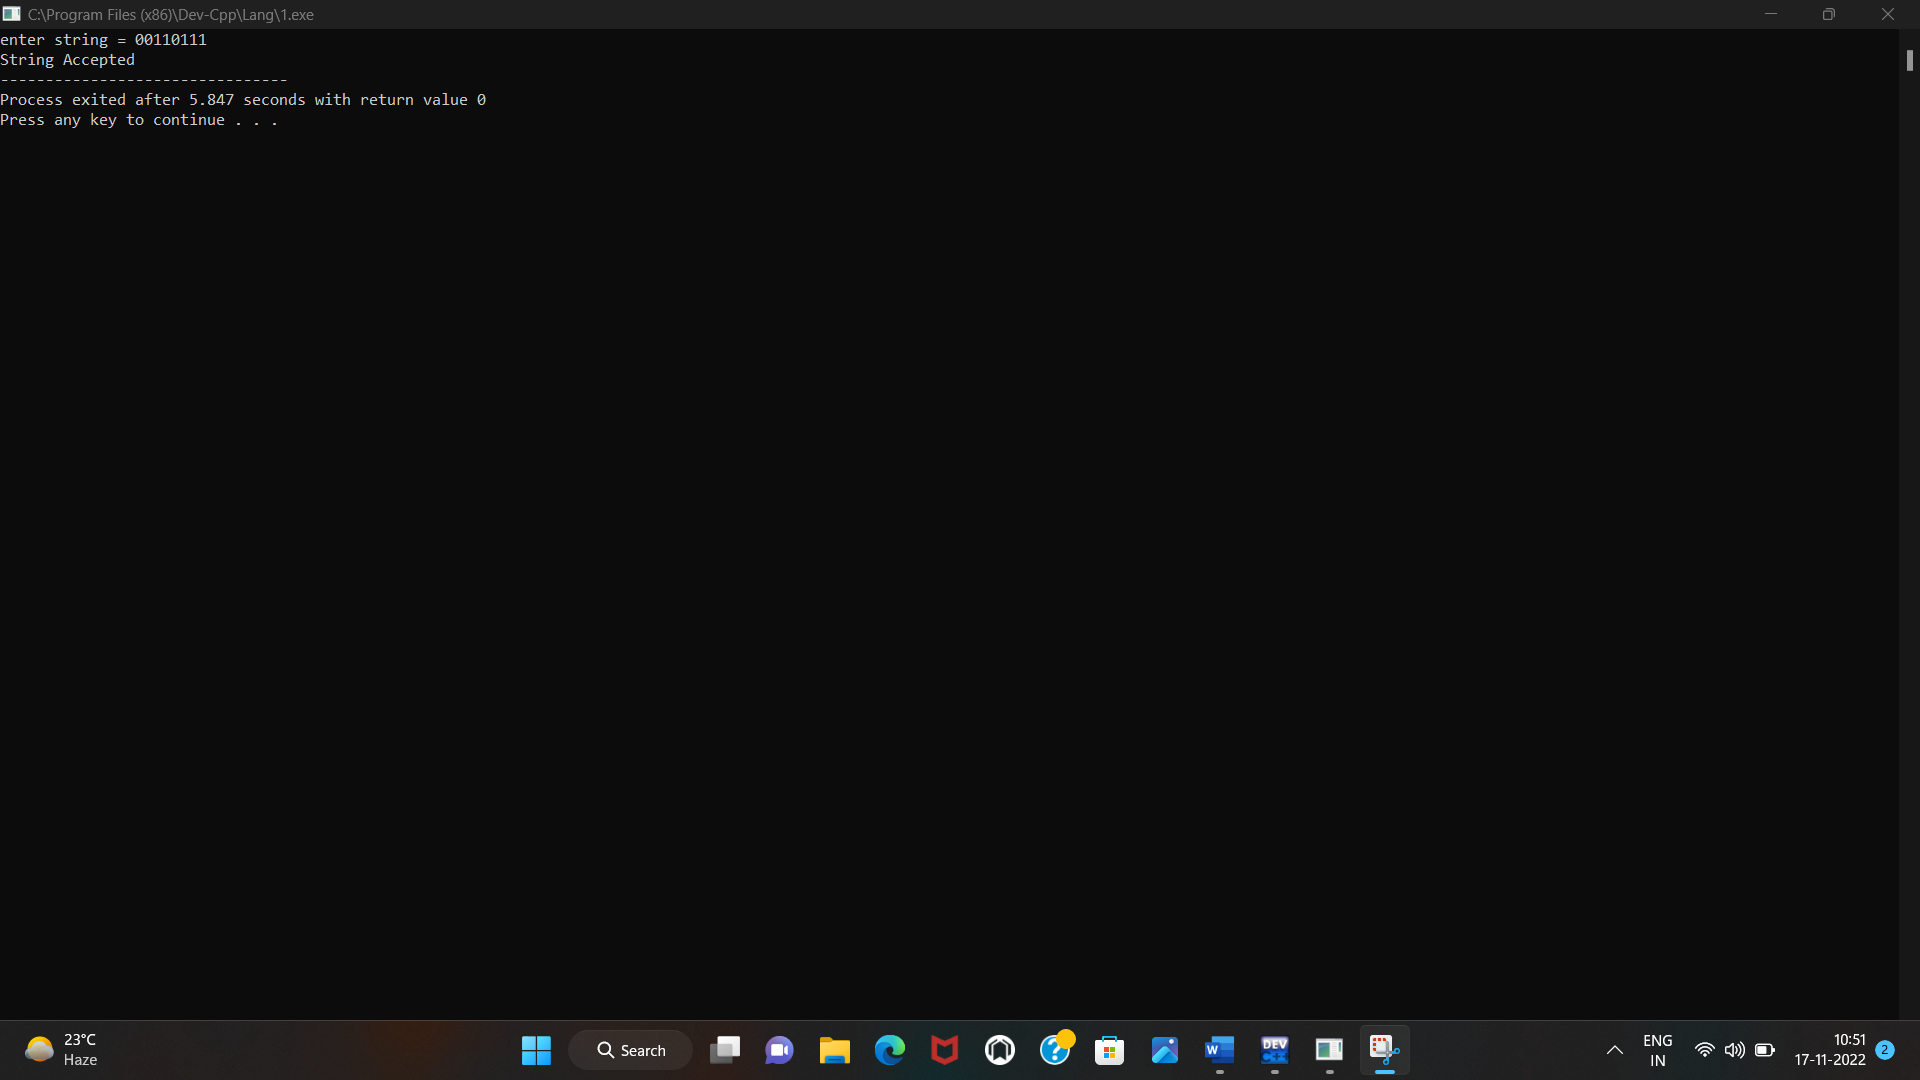 C:\Program Files (x86)\Dev-Cpp\Lang\1.exe
enter string = 00110111
String Accepted
--------------------------------
Process exited after 5.847 seconds with return value 0
Press any key to continue . . .
23°C
Haze
Search
W
DEV
C++
ENG
IN
10:51
17-11-2022
2